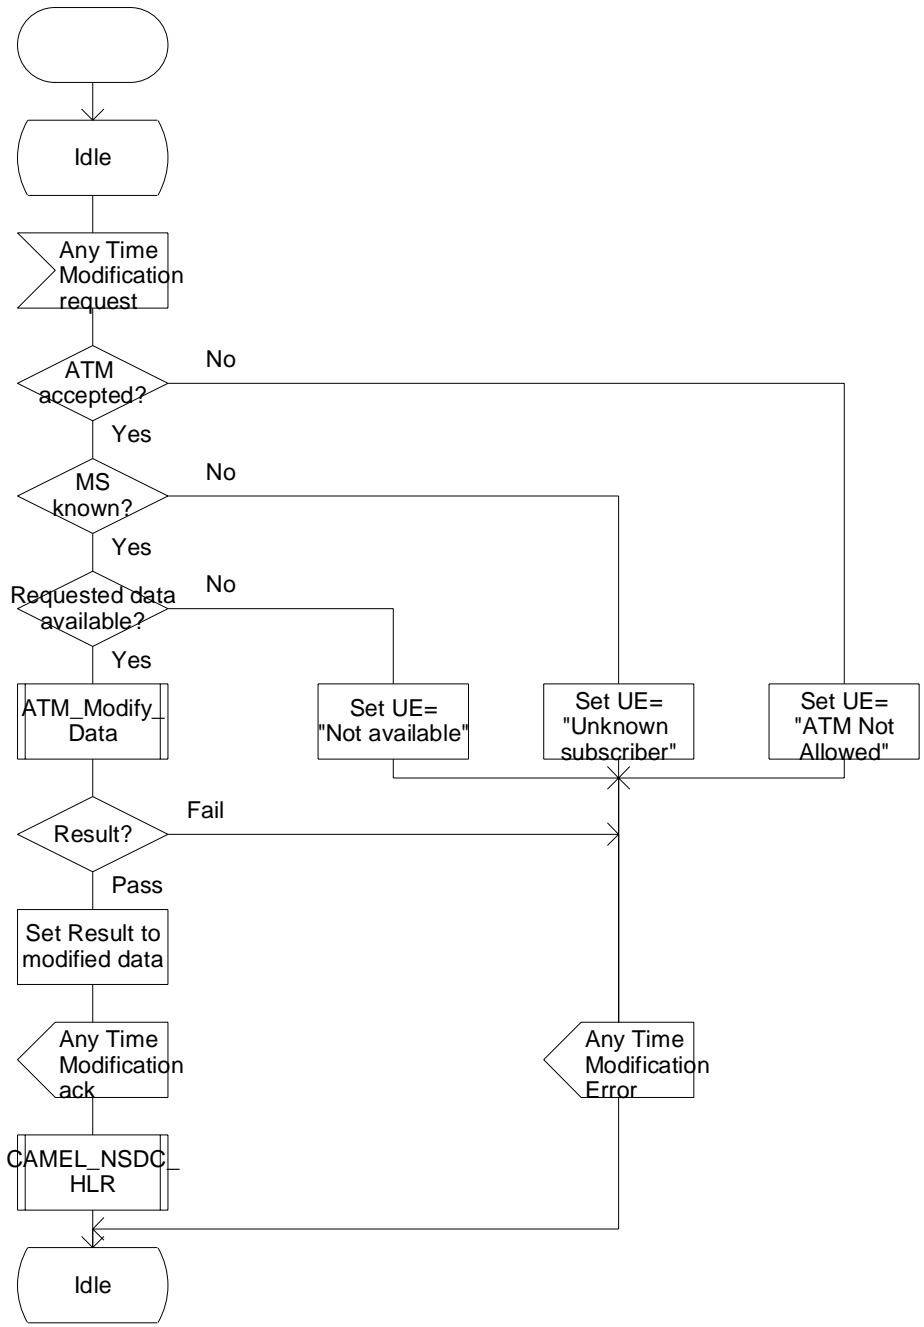 Idle
Any Time
Modification
request
ATM
accepted?
No
Yes
MS
known?
No
Yes
Requested data
available?
No
Yes
ATM_Modify_
Data
Set UE=
"Not available"
Set UE=
"Unknown
subscriber"
Set UE=
"ATM Not
Allowed"
Result?
Fail
Pass
Set Result to
modified data
Any Time
Modification
ack
Any Time
Modification
Error
CAMEL_NSDC_
HLR
Idle